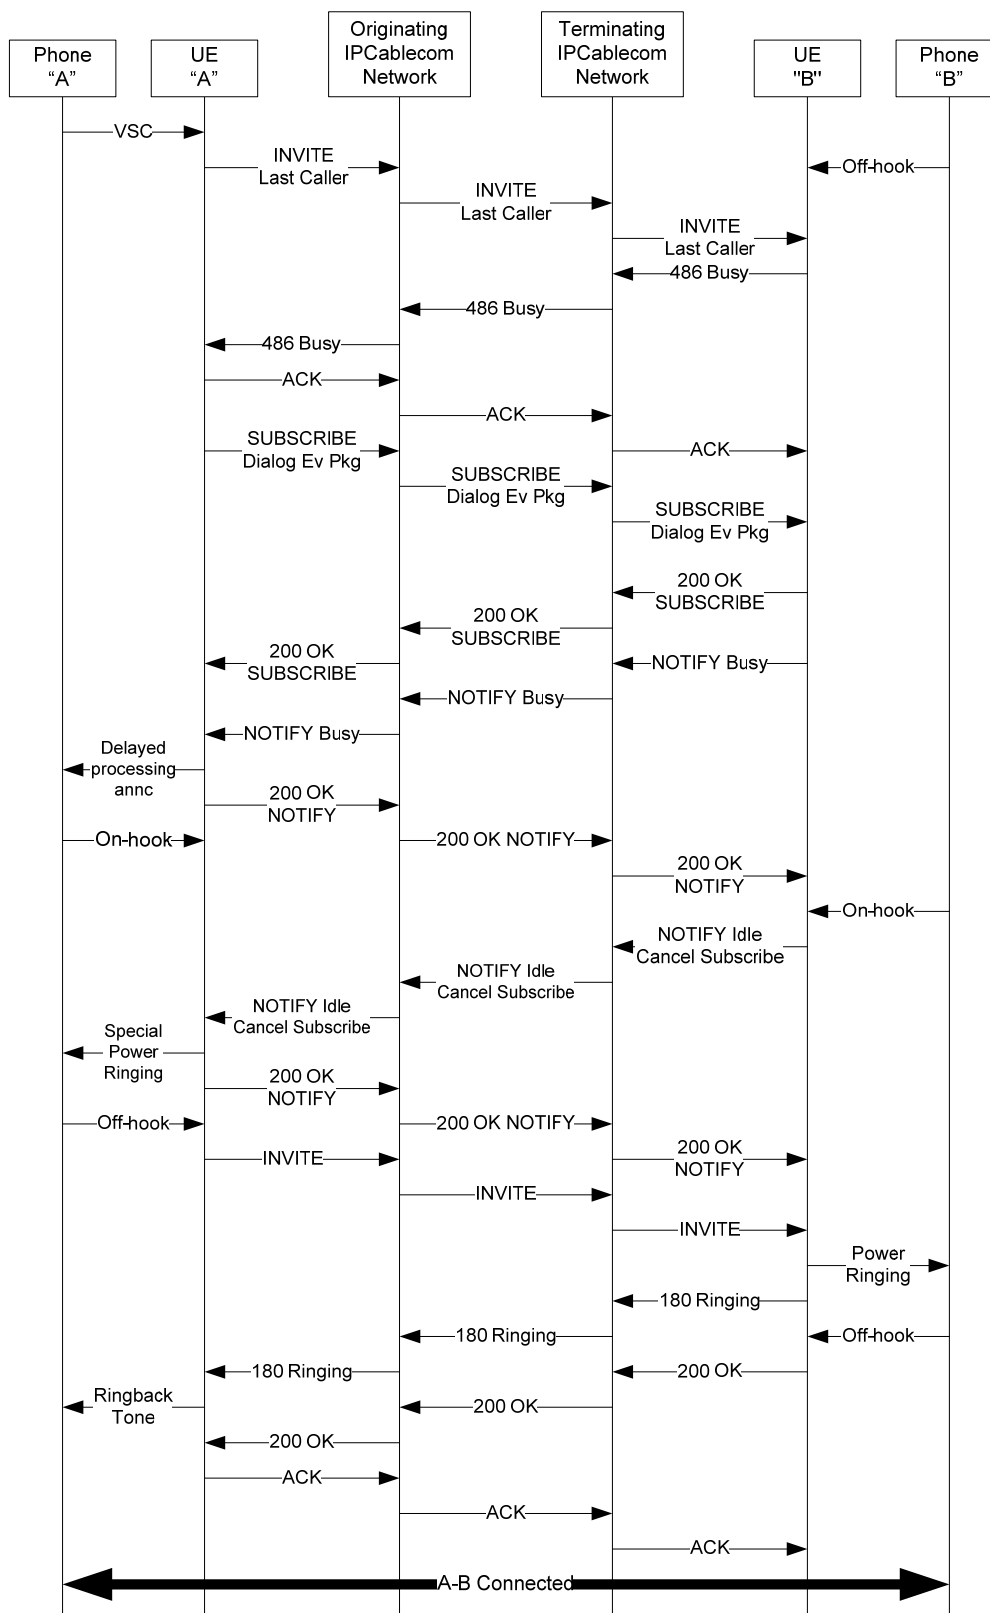 Phone
“A”
UE
“A”
Originating
IPCablecom
Network
Terminating
IPCablecom
Network
UE
"B"
Phone
“B”
VSC
INVITE
Last Caller
Off-hook
INVITE
Last Caller
INVITE
Last Caller
486 Busy
486 Busy
486 Busy
ACK
ACK
SUBSCRIBE
Dialog Ev Pkg
ACK
SUBSCRIBE
Dialog Ev Pkg
SUBSCRIBE
Dialog Ev Pkg
200 OK
SUBSCRIBE
200 OK
SUBSCRIBE
200 OK
SUBSCRIBE
NOTIFY Busy
NOTIFY Busy
NOTIFY Busy
Delayed
processing
annc
200 OK
NOTIFY
On-hook
200 OK NOTIFY
200 OK
NOTIFY
On-hook
NOTIFY Idle
Cancel Subscribe
NOTIFY Idle
Cancel Subscribe
NOTIFY Idle
Cancel Subscribe
Special
Power
Ringing
200 OK
NOTIFY
Off-hook
200 OK NOTIFY
INVITE
200 OK
NOTIFY
INVITE
INVITE
Power
Ringing
180 Ringing
180 Ringing
Off-hook
180 Ringing
200 OK
Ringback
Tone
200 OK
200 OK
ACK
ACK
ACK
A-B Connected